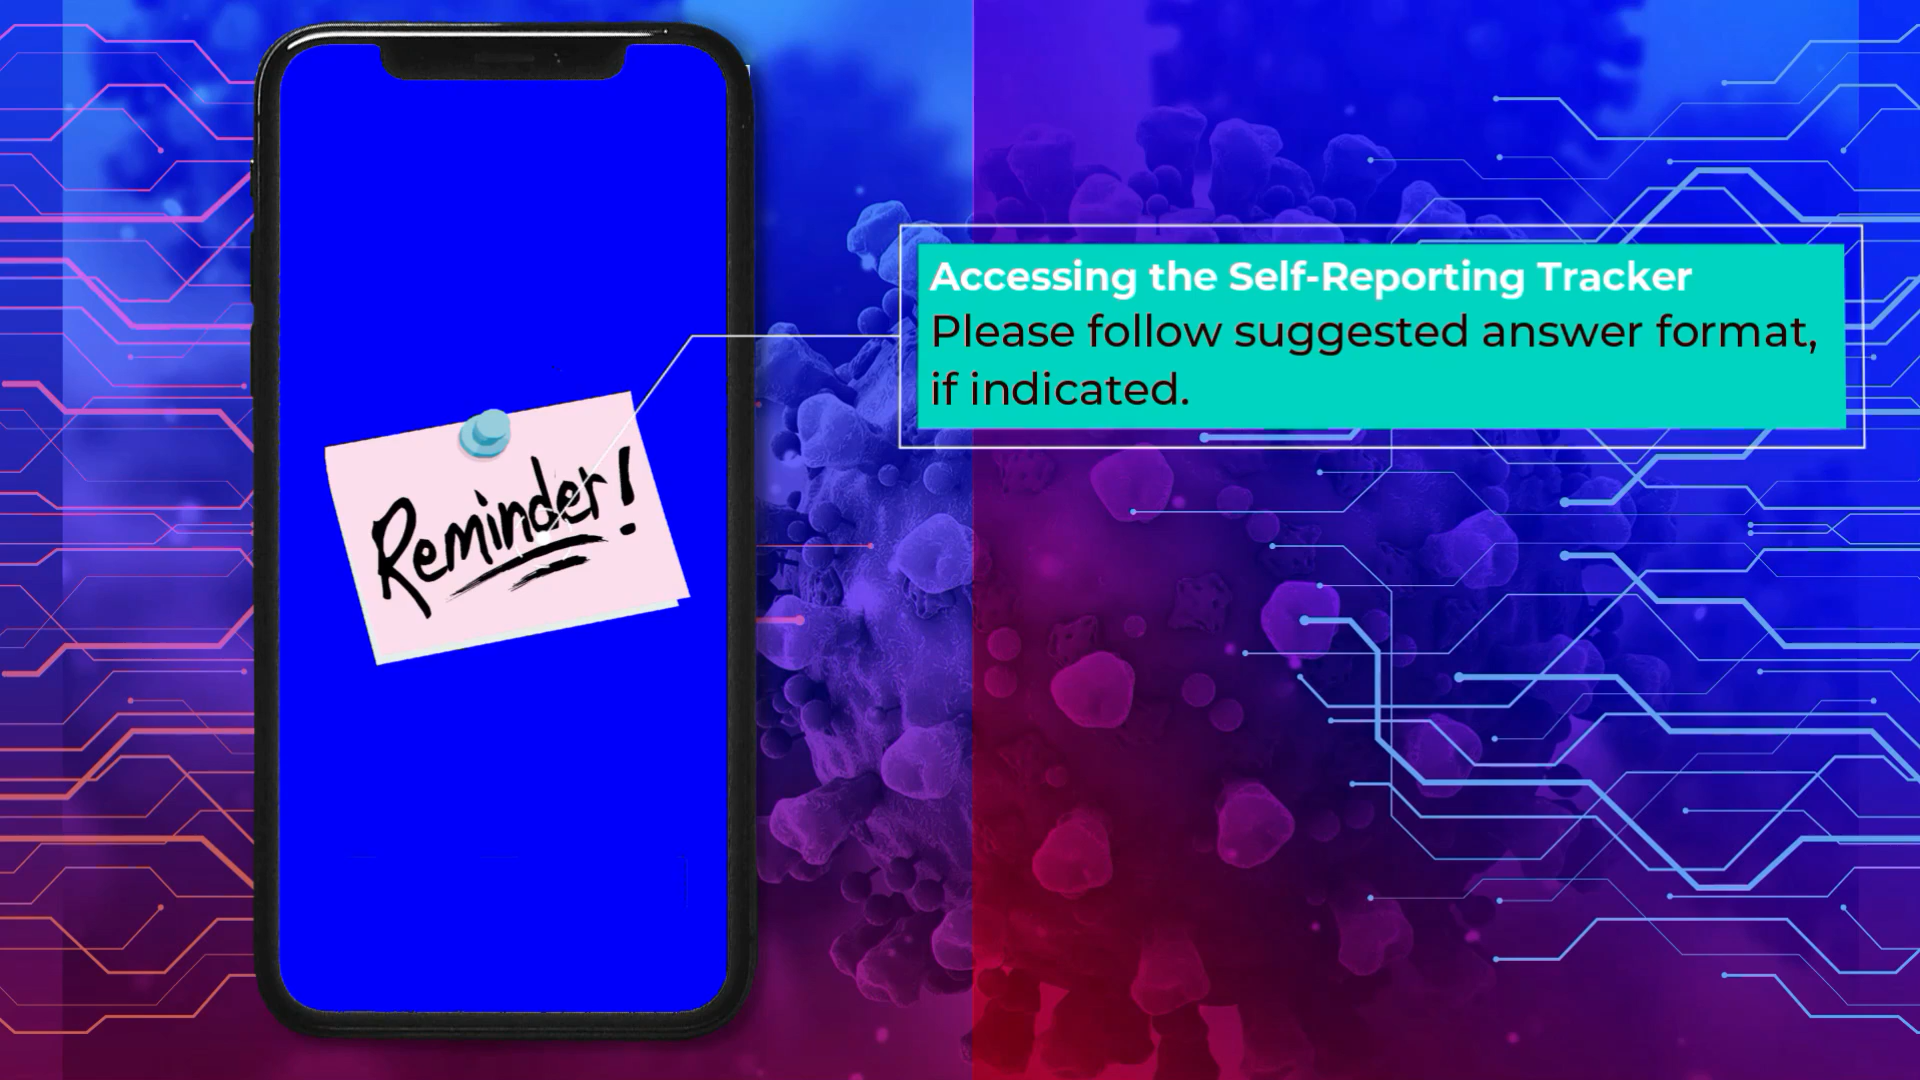 Accessing the Self-Reporting Tracker
Please follow suggested answer format,
if indicated.
Reminder!